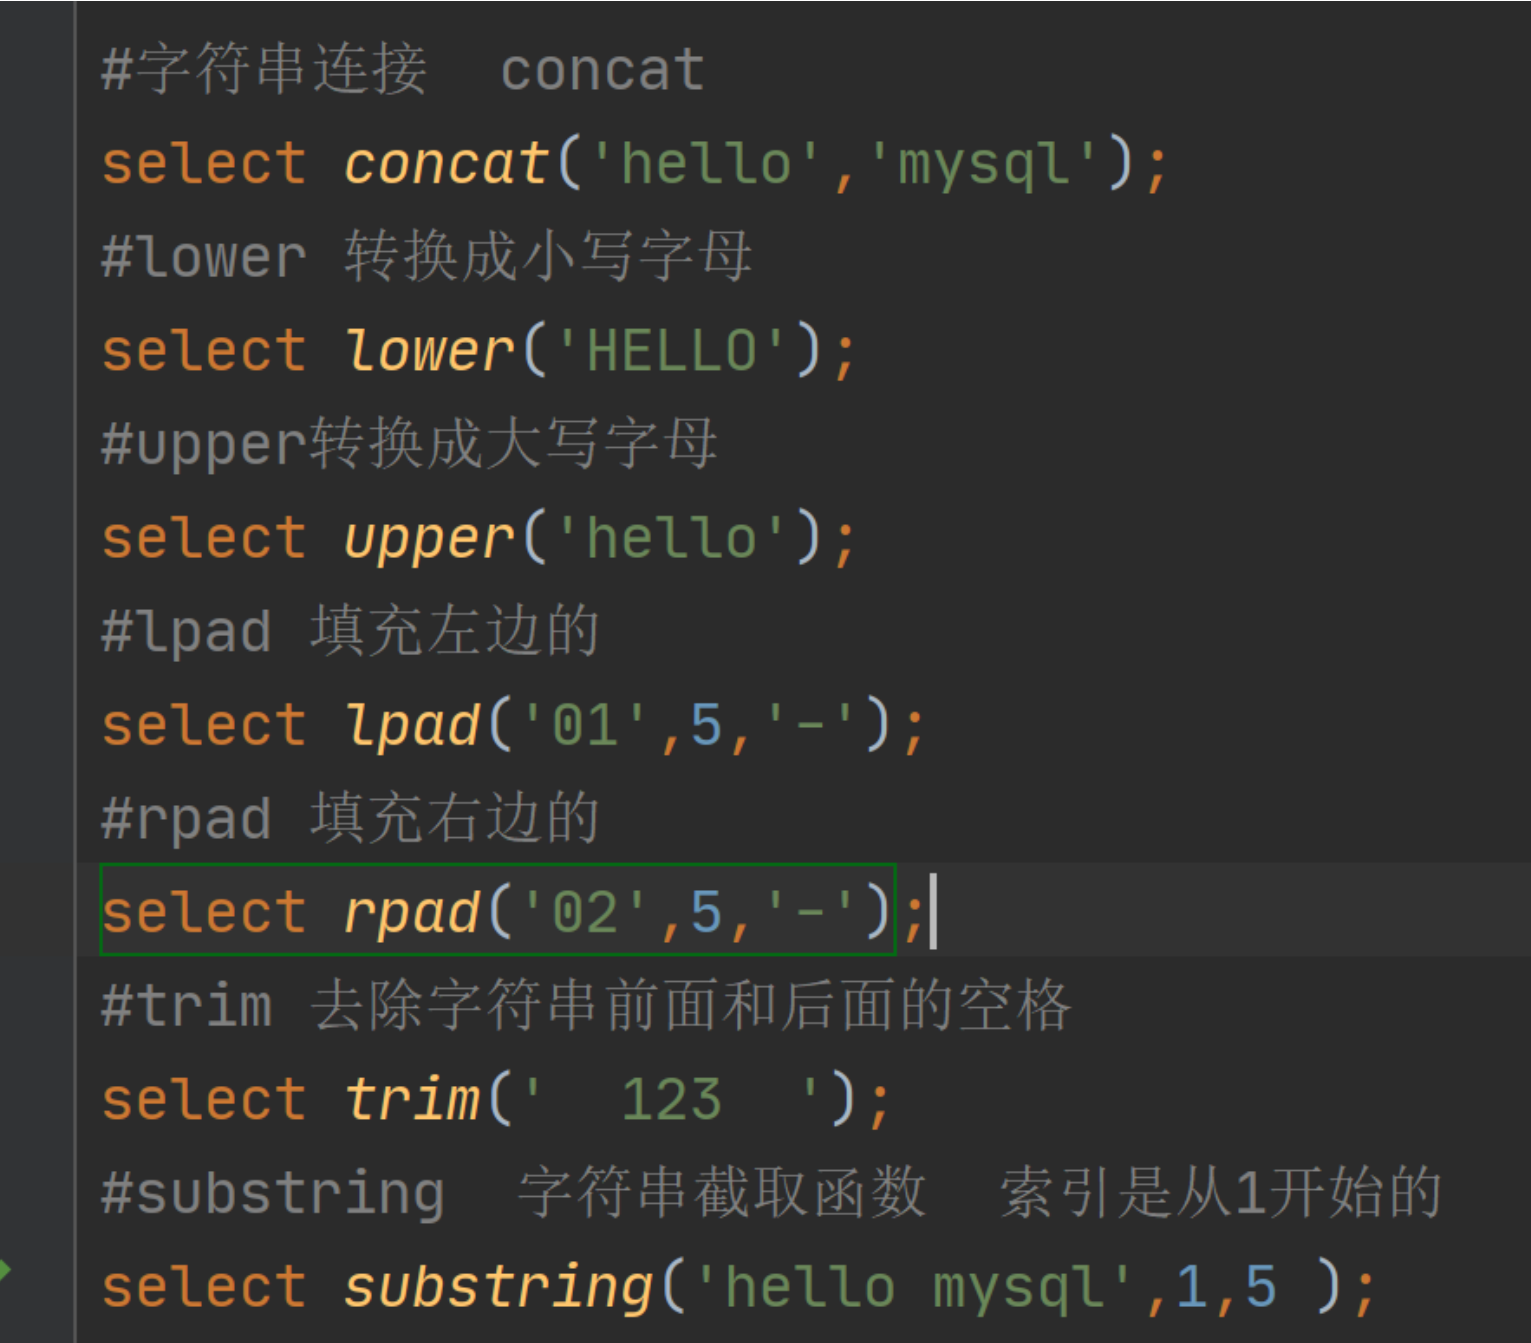 #字符串连接  concat
select concat('hello','mysql');
#lower 转换成小写字母
select lower('HELLO');
#upper转换成大写字母
select upper('hello');
#lpad 填充左边的
select lpad('01',5,'-');
#rpad 填充右边的
select rpad('02',5,'-');
#trim 去除字符串前面和后面的空格
select trim('  123  ');
#substring  字符串截取函数  索引是从1开始的
select substring('hello mysql',1,5 );